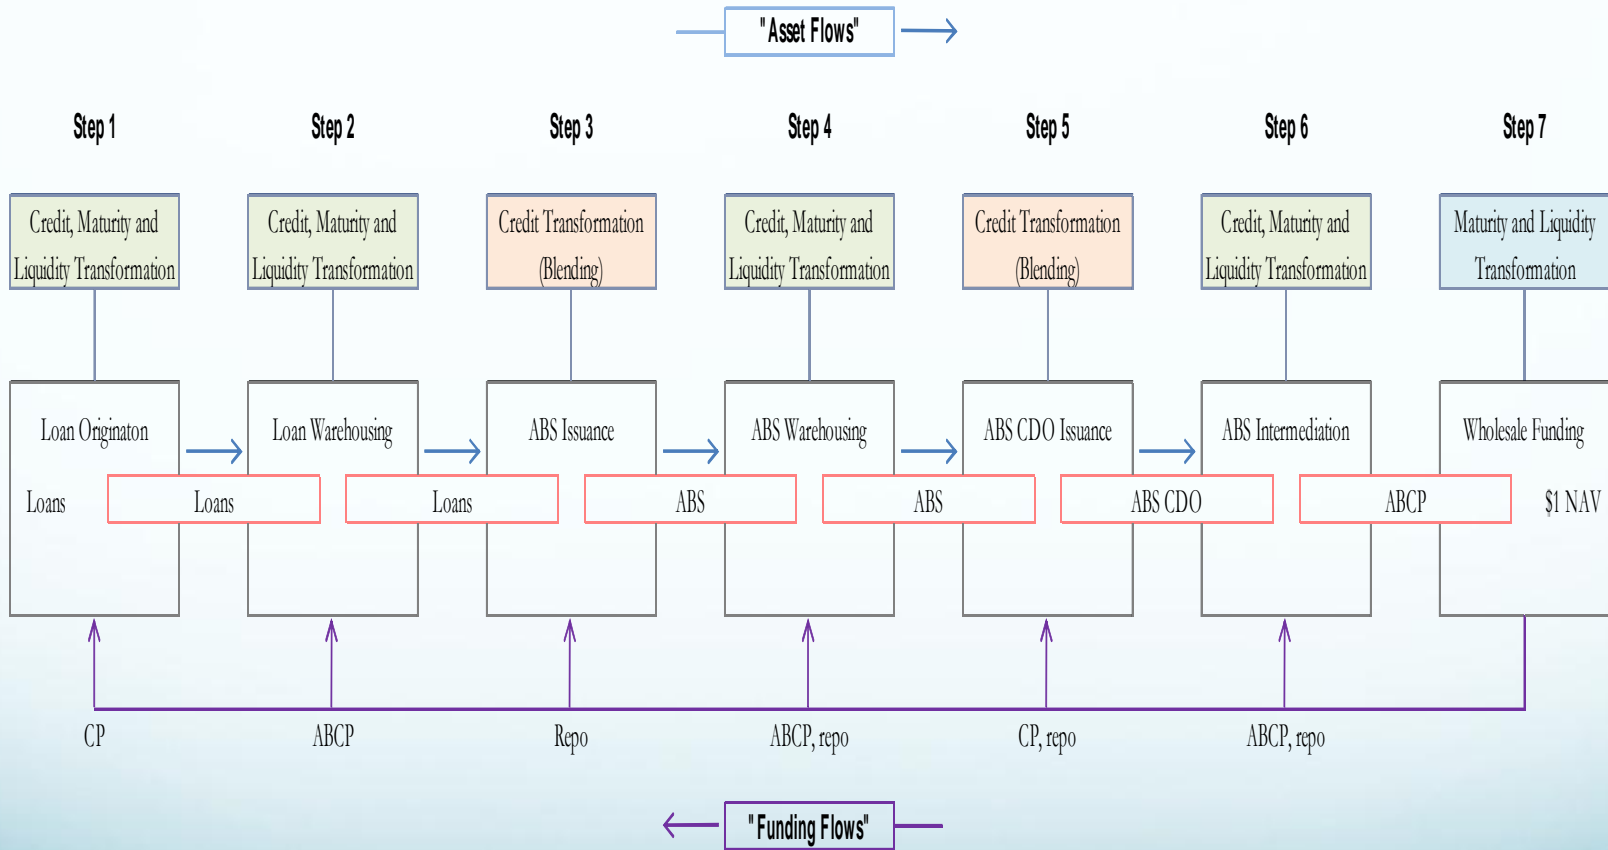 "Asset Flows"
Step 1
Step 2
Step 3
Step 4
Step 5
Step 6
Step 7
Credit, Maturity and
Liquidity Transformation
Credit, Maturity and
Liquidity Transformation
Credit Transformation
(Blending)
Credit, Maturity and
Liquidity Transformation
Credit Transformation
(Blending)
Credit, Maturity and
Liquidity Transformation
Maturity and Liquidity
Transformation
Loan Originaton
Loan Warehousing
ABS Issuance
ABS Warehousing
ABS CDO Issuance
ABS Intermediation
Wholesale Funding
Loans
Loans
Loans
ABS
ABS
ABS CDO
ABCP
$1 NAV
CP
ABCP
Repo
ABCP, repo
CP, repo
ABCP, repo
"Funding Flows"